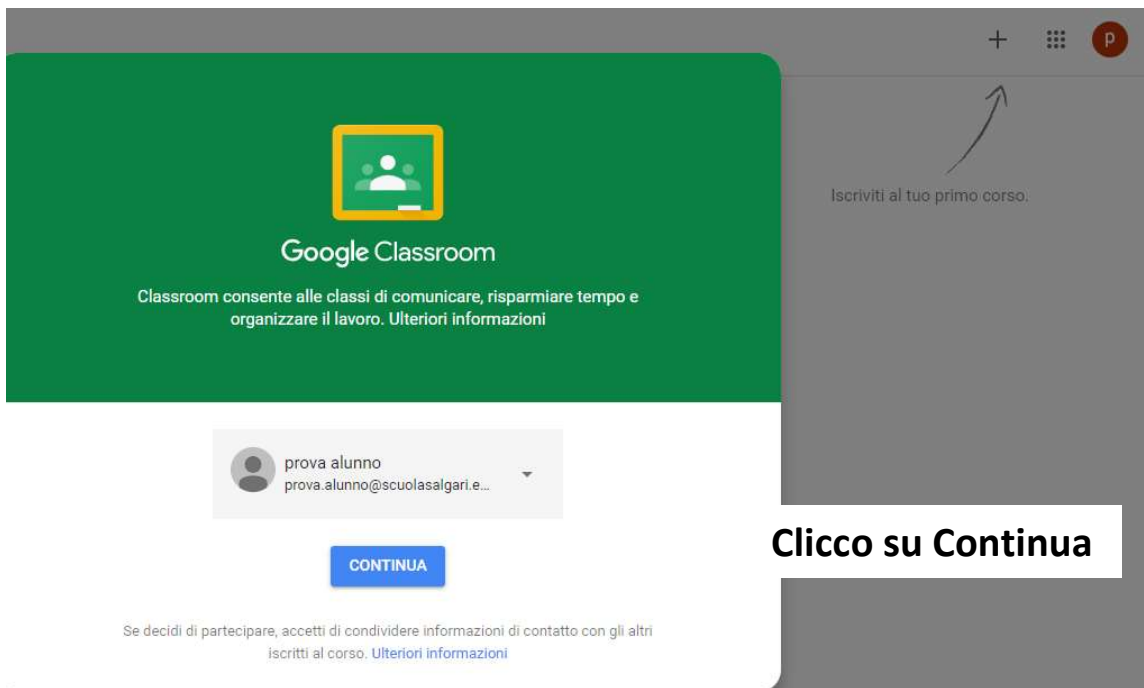 p
Iscriviti al tuo primo corso.
Google Classroom
Classroom consente alle classi di comunicare, risparmiare tempo e
organizzare il lavoro. Ulteriori informazioni
prova alunno
prova.alunno@scuolasalgari.e...
CONTINUA
Clicco su Continua
Se decidi di partecipare, accetti di condividere informazioni di contatto con gli altri
iscritti al corso. Ulteriori informazioni